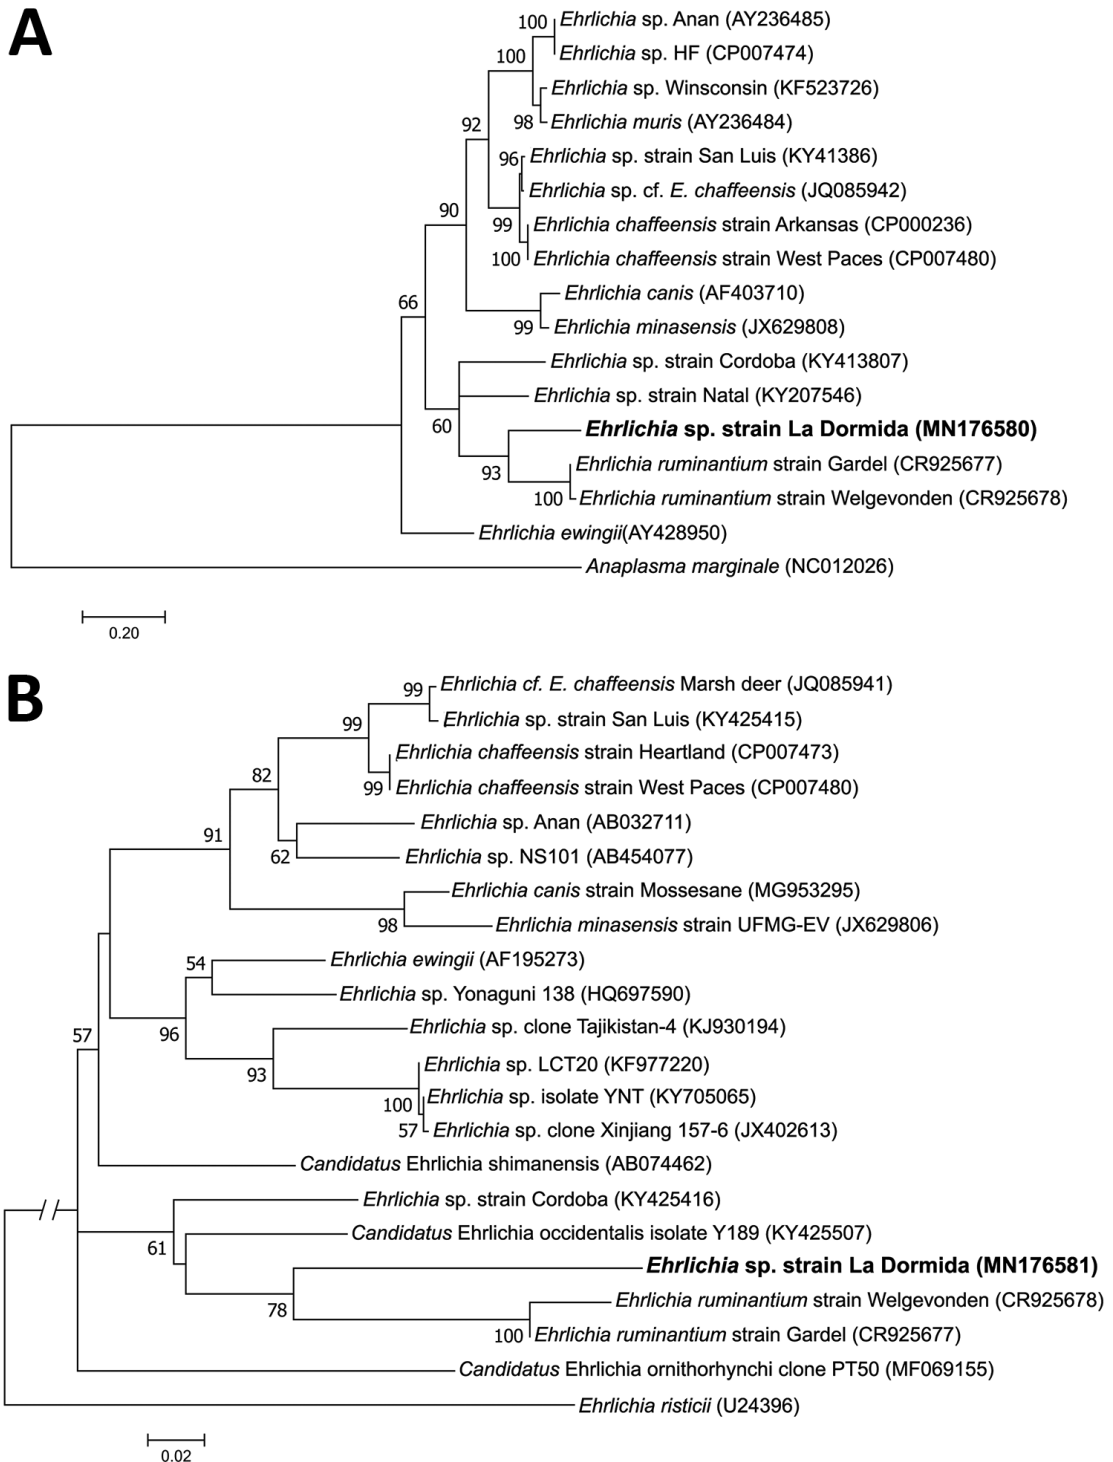 A
100 Ehrlichia sp. Anan (AY236485)
Ehrlichia sp. HF (CP007474)
100
Ehrlichia sp. Winsconsin (KF523726)
98 Ehrlichia muris (AY236484)
92
96 Ehrlichia sp. strain San Luis (KY41386)
Ehrlichia sp. cf. E. chaffeensis (JQ085942)
90
99 Ehrlichia chaffeensis strain Arkansas (CP000236)
100 Ehrlichia chaffeensis strain West Paces (CP007480)
Ehrlichia canis (AF403710)
66
99 Ehrlichia minasensis (JX629808)
Ehrlichia sp. strain Cordoba (KY413807)
Ehrlichia sp. strain Natal (KY207546)
60
Ehrlichia sp. strain La Dormida (MN176580)
93 Ehrlichia ruminantium strain Gardel (CR925677)
100 Ehrlichia ruminantium strain Welgevonden (CR925678)
Ehrlichia ewingii(AY428950)
Anaplasma marginale (NC012026)
0.20
B
99 Ehrlichia cf. E. chaffeensis Marsh deer (JQ085941)
99 Ehrlichia sp. strain San Luis (KY425415)
Ehrlichia chaffeensis strain Heartland (CP007473)
82
99 Ehrlichia chaffeensis strain West Paces (CP007480)
Ehrlichia sp. Anan (AB032711)
91
62 Ehrlichia sp. NS101 (AB454077)
Ehrlichia canis strain Mossesane (MG953295)
98 Ehrlichia minasensis strain UFMG-EV (JX629806)
54 Ehrlichia ewingii (AF195273)
Ehrlichia sp. Yonaguni 138 (HQ697590)
57 96 Ehrlichia sp. clone Tajikistan-4 (KJ930194)
Ehrlichia sp. LCT20 (KF977220)
93
100 Ehrlichia sp. isolate YNT (KY705065)
57 Ehrlichia sp. clone Xinjiang 157-6 (JX402613)
Candidatus Ehrlichia shimanensis (AB074462)
Ehrlichia sp. strain Cordoba (KY425416)
Candidatus Ehrlichia occidentalis isolate Y189 (KY425507)
61
Ehrlichia sp. strain La Dormida (MN176581)
78 Ehrlichia ruminantium strain Welgevonden (CR925678)
100 Ehrlichia ruminantium strain Gardel (CR925677)
Candidatus Ehrlichia ornithorhynchi clone PT50 (MF069155)
Ehrlichia risticii (U24396)
0.02